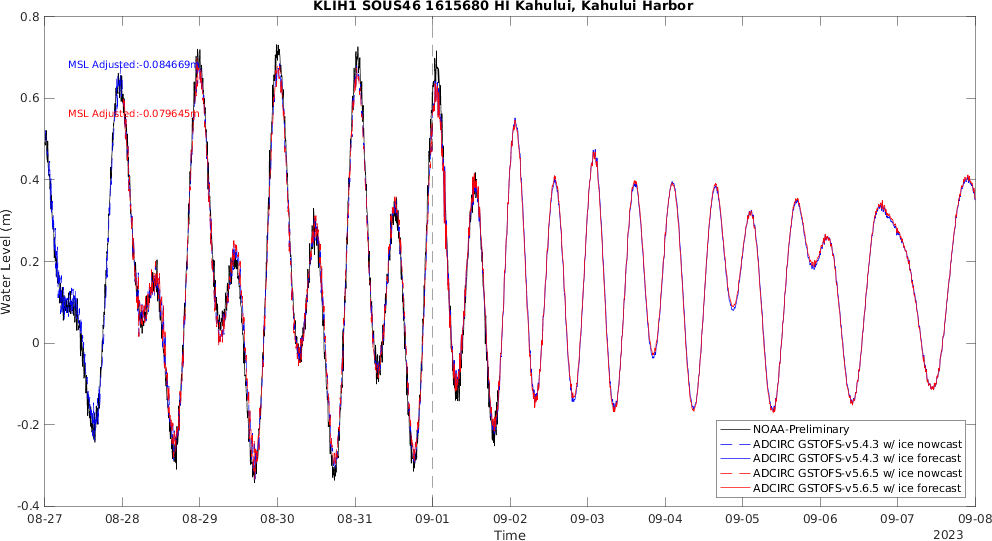 KLIH1 SOUS46 1615680 HI Kahului, Kahului Harbor
0.8
0.6
0.4
0.2
0
-0.2
-0.4
Water Level (m)
MSL Adjusted:-0.084669m
MSL Adjusted:-0.079645m
NOAA-Preliminary
ADCIRC GSTOFS-v5.4.3 w/ ice nowcast
ADCIRC GSTOFS-v5.4.3 w/ ice forecast
ADCIRC GSTOFS-v5.6.5 w/ ice nowcast
ADCIRC GSTOFS-v5.6.5 w/ ice forecast
08-27 08-28 08-29 08-30 08-31 09-01 09-02 09-03 09-04 09-05 09-06 09-07 09-08
Time
2023